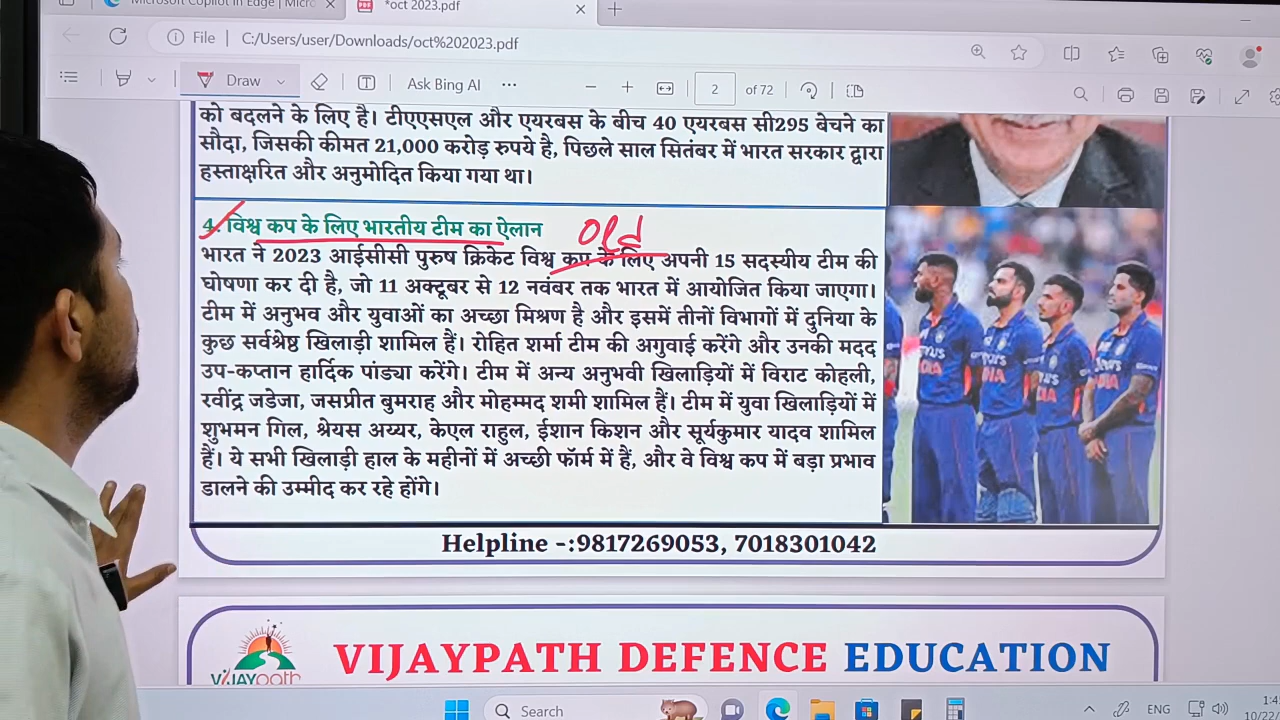 Microsoft Copilot in Edge | Micro
*oct 2023.pdf
File | C:/Users/user/Downloads/oct%202023.pdf
Draw
Ask Bing AI
2 of 72
को बदलने के लिए है। टीएएसएल और एयरबस के बीच 40 एयरबस सी295 बेचने का
सौदा, जिसकी कीमत 21,000 करोड़ रुपये है, पिछले साल सितंबर में भारत सरकार द्वारा
हस्ताक्षरित और अनुमोदित किया गया था।
4. विश्व कप के लिए भारतीय टीम का ऐलान
old
भारत ने 2023 आईसीसी पुरुष क्रिकेट विश्व कप के लिए अपनी 15 सदस्यीय टीम की
घोषणा कर दी है, जो 11 अक्टूबर से 12 नवंबर तक भारत में आयोजित किया जाएगा।
टीम में अनुभव और युवाओं का अच्छा मिश्रण है और इसमें तीनों विभागों में दुनिया के
कुछ सर्वश्रेष्ठ खिलाड़ी शामिल हैं। रोहित शर्मा टीम की अगुवाई करेंगे और उनकी मदद
उप-कप्तान हार्दिक पांड्या करेंगे। टीम में अन्य अनुभवी खिलाड़ियों में विराट कोहली,
रवींद्र जडेजा, जसप्रीत बुमराह और मोहम्मद शमी शामिल हैं। टीम में युवा खिलाड़ियों में
शुभमन गिल, श्रेयस अय्यर, केएल राहुल, ईशान किशन और सूर्यकुमार यादव शामिल
हैं। ये सभी खिलाड़ी हाल के महीनों में अच्छी फॉर्म में हैं, और वे विश्व कप में बड़ा प्रभाव
डालने की उम्मीद कर रहे होंगे।
Helpline -:9817269053, 7018301042
VIJAYPATH DEFENCE EDUCATION
VIJAYpath
Search
ENG